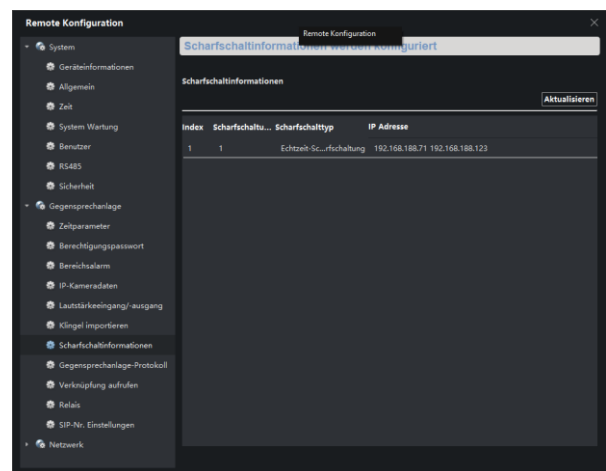 Remote Konfiguration
Remote Konfiguration
System
Geräteinformationen
Allgemein
Zeit
System Wartung
Benutzer
RS485
Sicherheit
Gegensprechanlage
Zeitparameter
Berechtigungspasswort
Bereichsalarm
IP-Kameradaten
Lautstärkeeingang/-ausgang
Klingel importieren
Scharfschaltinformationen
Gegensprechanlage-Protokoll
Verknüpfung aufrufen
Relais
SIP-Nr. Einstellungen
Netzwerk
Scharfschaltinformationen werden konfiguriert
Scharfschaltinformationen
Aktualisieren
Index Scharfschaltu... Scharfschalttyp IP Adresse
1 1 Echtzeit-Sc...rfschaltung 192.168.188.71 192.168.188.123